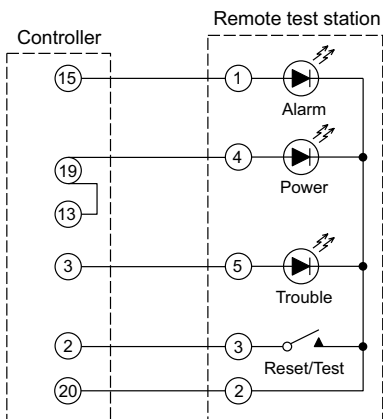 Remote test station
Controller
15
1
Alarm
19
4
Power
13
3
5
Trouble
2
3
Reset/Test
20
2